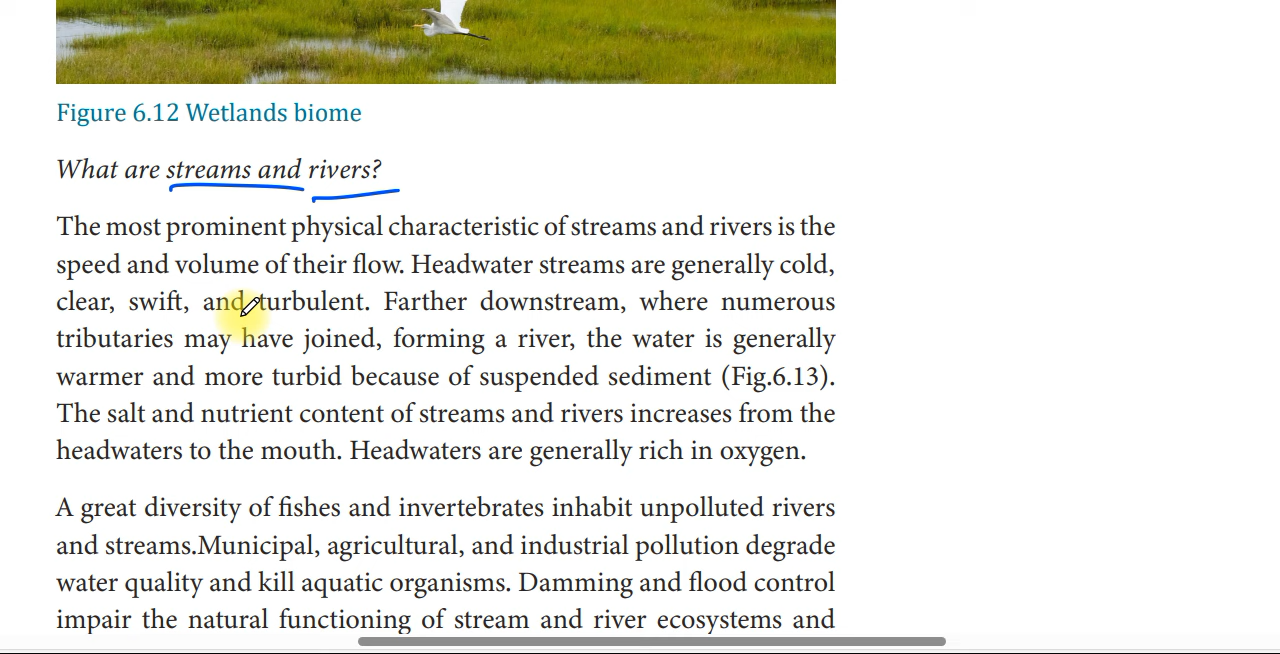 Figure 6.12 Wetlands biome
What are streams and rivers?
The most prominent physical characteristic of streams and rivers is the
speed and volume of their flow. Headwater streams are generally cold,
clear, swift, and turbulent. Farther downstream, where numerous
tributaries may have joined, forming a river, the water is generally
warmer and more turbid because of suspended sediment (Fig.6.13).
The salt and nutrient content of streams and rivers increases from the
headwaters to the mouth. Headwaters are generally rich in oxygen.
A great diversity of fishes and invertebrates inhabit unpolluted rivers
and streams.Municipal, agricultural, and industrial pollution degrade
water quality and kill aquatic organisms. Damming and flood control
impair the natural functioning of stream and river ecosystems and